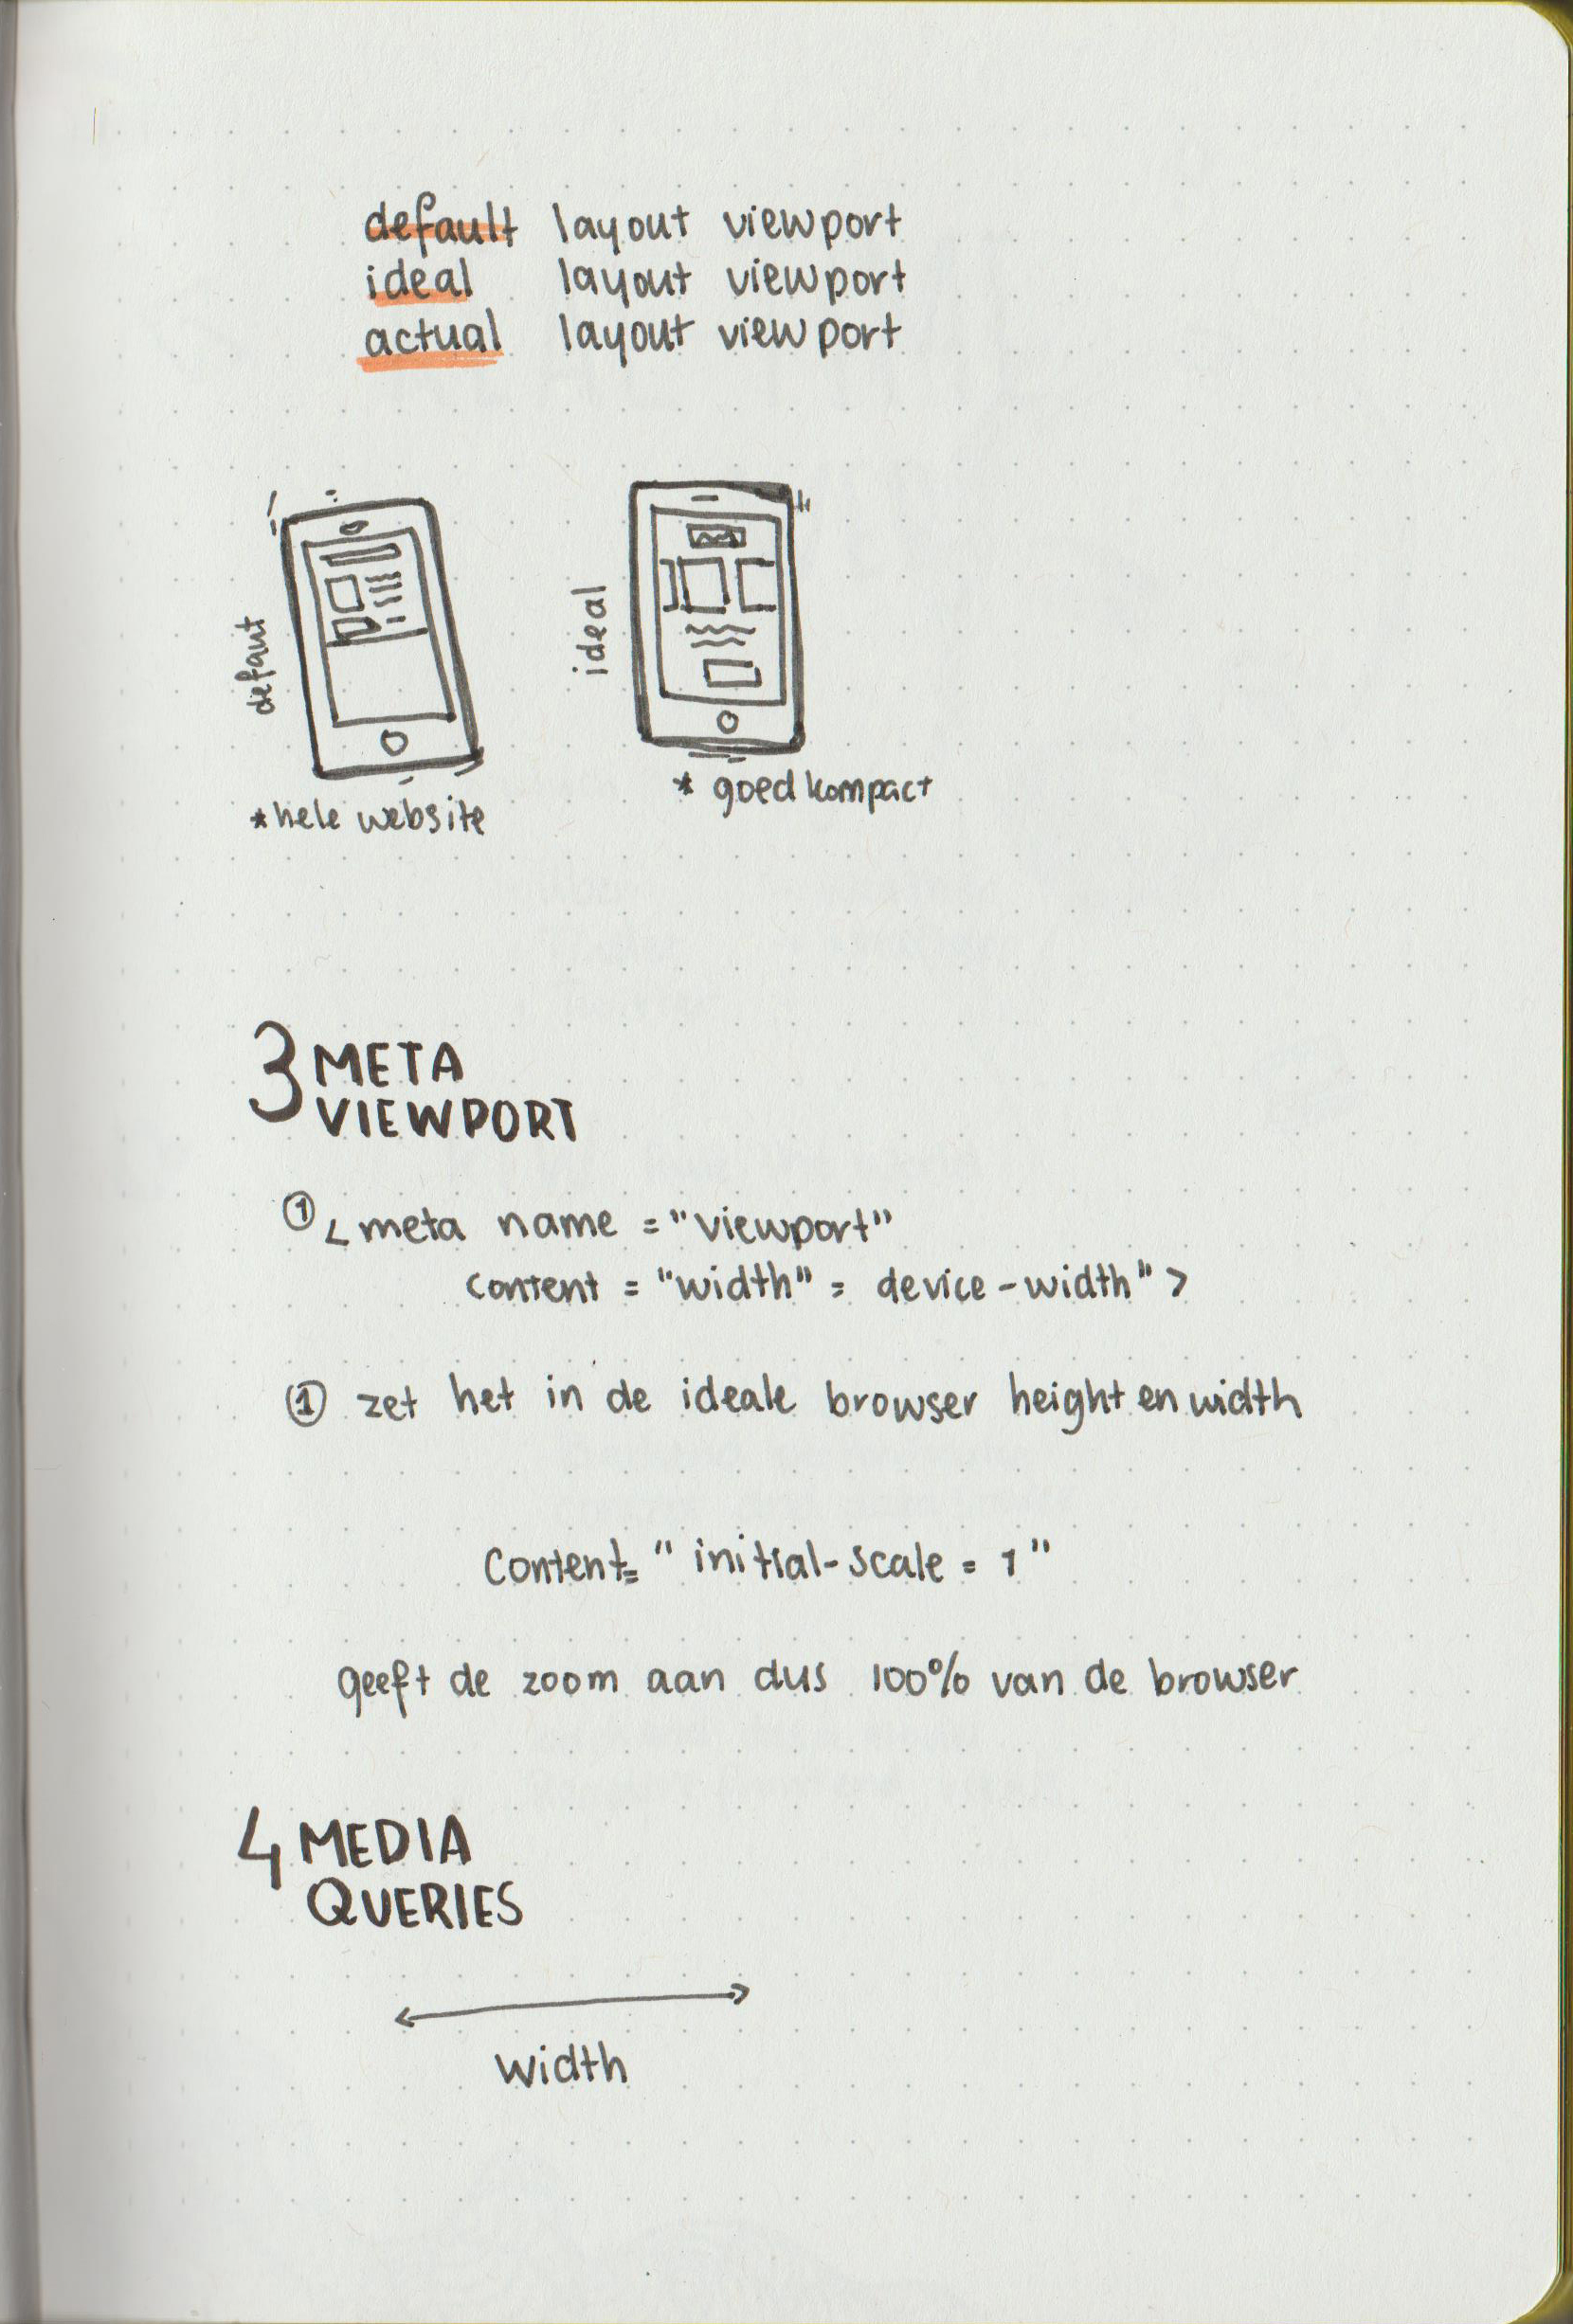 default layout viewport
ideal layout viewport
actual layout viewport
defaut
ideal
*hele website
* goed kompact
3 META
VIEWPORT
① <meta name="viewport"
content = "width" = device-width">
① zet het in de ideale browser height en width
Content= "initial-scale = 1"
geeft de zoom aan dus 100% van de browser
4 MEDIA
QUERIES
width